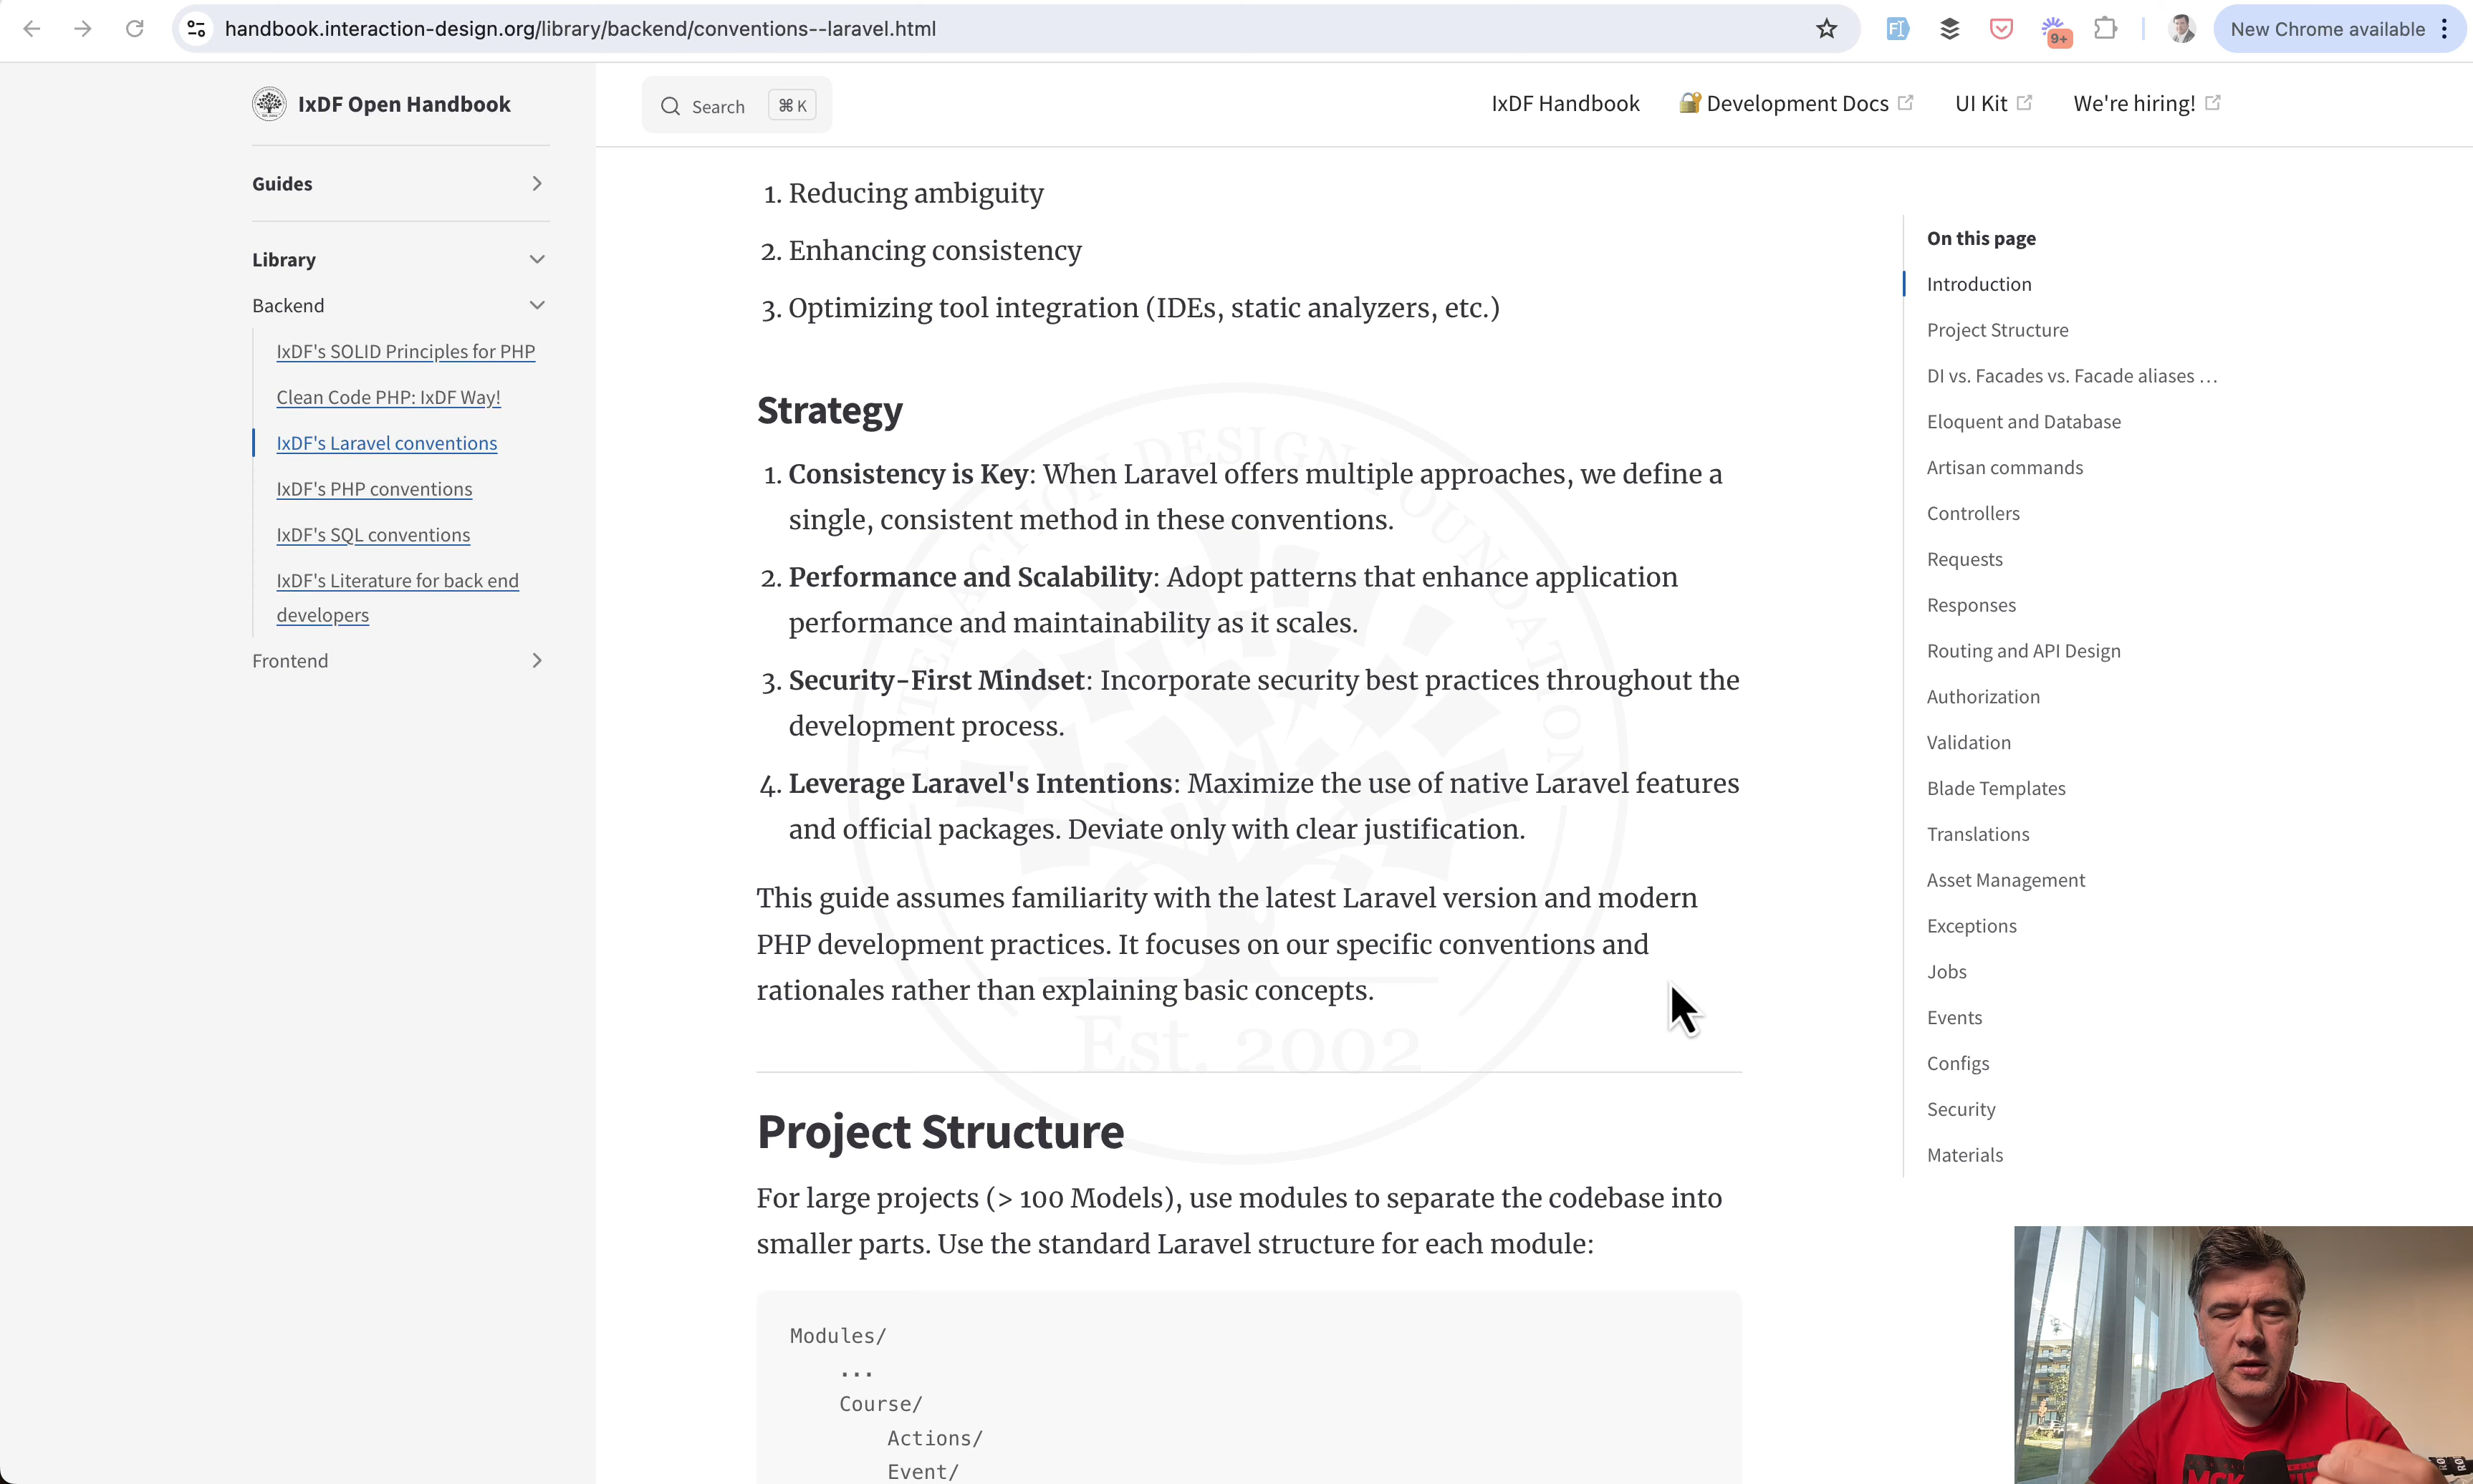 handbook.interaction-design.org/library/backend/conventions--laravel.html
9+
New Chrome available
IxDF Open Handbook
Search
⌘ K
IxDF Handbook
🔐 Development Docs
UI Kit
We're hiring!
Guides
Library
Backend
IxDF's SOLID Principles for PHP
Clean Code PHP: IxDF Way!
IxDF's Laravel conventions
IxDF's PHP conventions
IxDF's SQL conventions
IxDF's Literature for back end
developers
Frontend
1. Reducing ambiguity
2. Enhancing consistency
3. Optimizing tool integration (IDEs, static analyzers, etc.)
Strategy
1. Consistency is Key: When Laravel offers multiple approaches, we define a
single, consistent method in these conventions.
2. Performance and Scalability: Adopt patterns that enhance application
performance and maintainability as it scales.
3. Security-First Mindset: Incorporate security best practices throughout the
development process.
4. Leverage Laravel's Intentions: Maximize the use of native Laravel features
and official packages. Deviate only with clear justification.
This guide assumes familiarity with the latest Laravel version and modern
PHP development practices. It focuses on our specific conventions and
rationales rather than explaining basic concepts.
INTERACTION DESIGN FOUNDATION
Est. 2002
Project Structure
For large projects (> 100 Models), use modules to separate the codebase into
smaller parts. Use the standard Laravel structure for each module:
Modules/
...
Course/
Actions/
Event/
On this page
Introduction
Project Structure
DI vs. Facades vs. Facade aliases ...
Eloquent and Database
Artisan commands
Controllers
Requests
Responses
Routing and API Design
Authorization
Validation
Blade Templates
Translations
Asset Management
Exceptions
Jobs
Events
Configs
Security
Materials